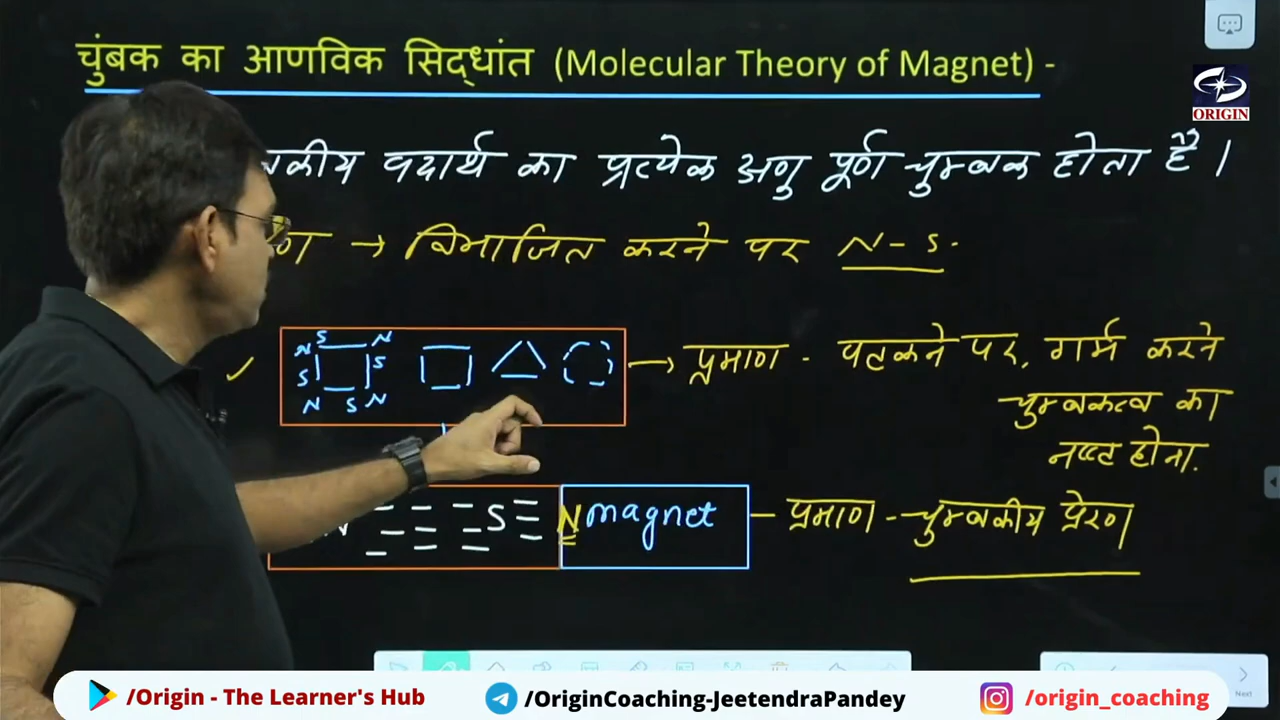 चुंबक का आणविक सिद्धांत (Molecular Theory of Magnet) -
ORIGIN
पदार्थ का प्रत्येक अणु पूर्ण चुम्बक होता है ।
→ विभाजित करने पर N-S.
N S N
S S
N S N
→ प्रमाण - पटकने पर, गर्म करने
चुम्बकत्व का
नष्ट होना.
S N magnet - प्रमाण - चुम्बकीय प्रेरण
Next
/Origin - The Learner's Hub
/OriginCoaching-JeetendraPandey
/origin_coaching